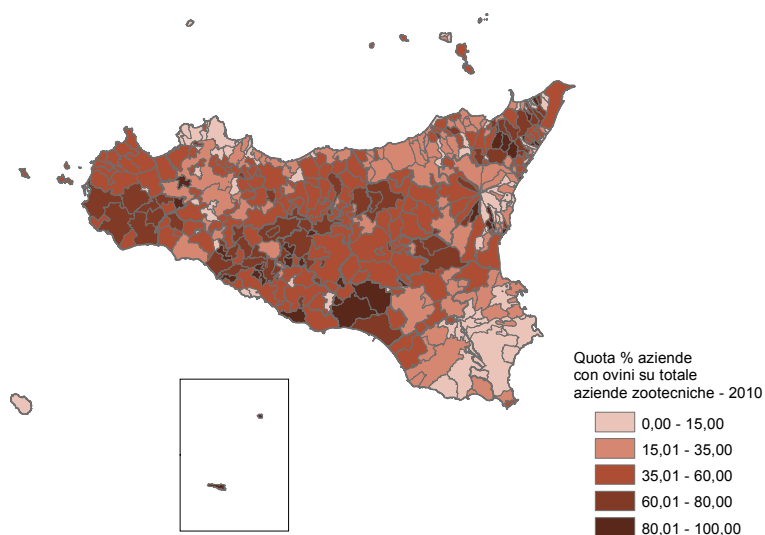 Quota % aziende
con ovini su totale
aziende zootecniche - 2010
0,00 - 15,00
15,01 - 35,00
35,01 - 60,00
60,01 - 80,00
80,01 - 100,00